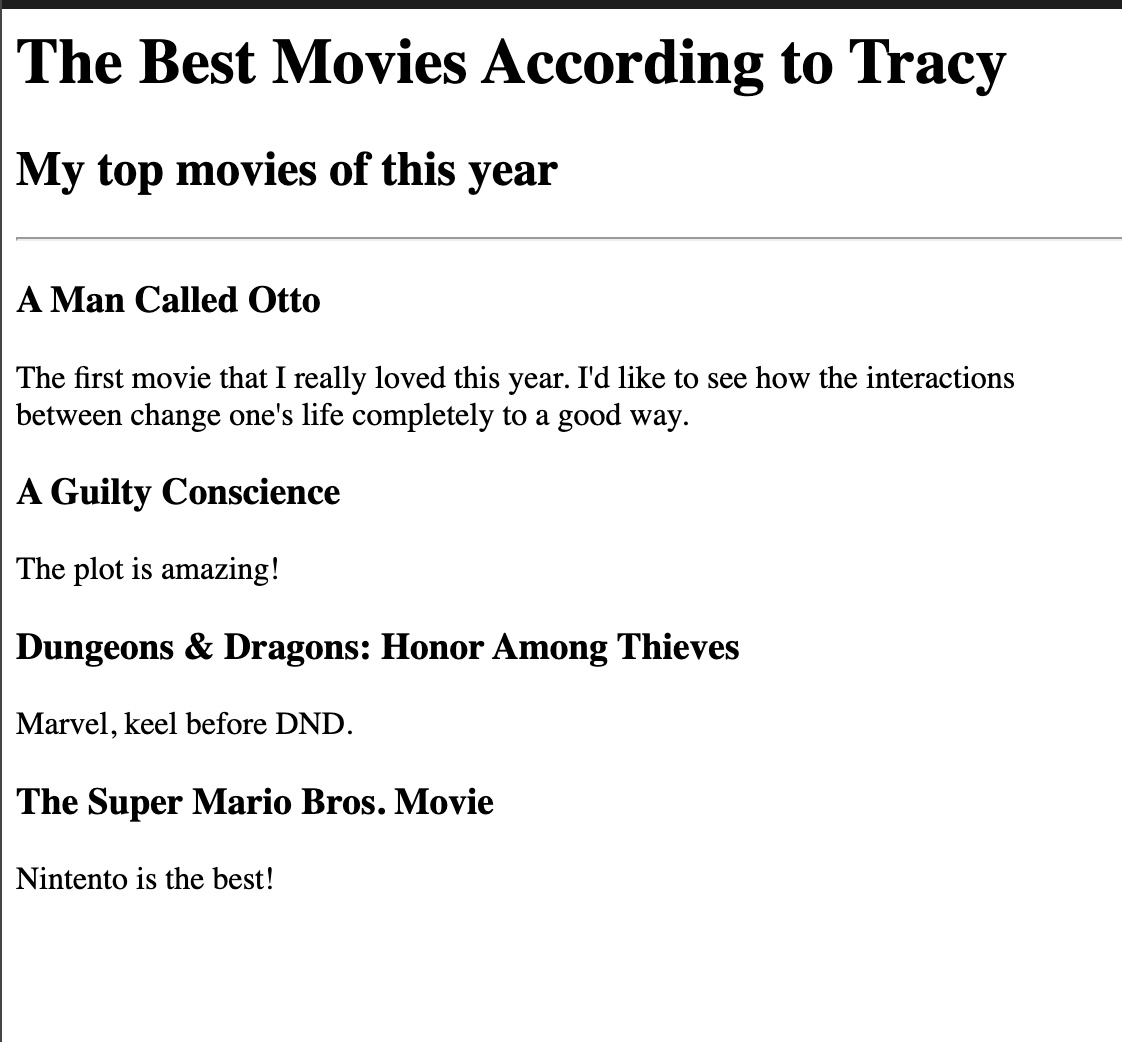 The Best Movies According to Tracy
My top movies of this year
A Man Called Otto
The first movie that I really loved this year. I'd like to see how the interactions
between change one's life completely to a good way.
A Guilty Conscience
The plot is amazing!
Dungeons & Dragons: Honor Among Thieves
Marvel, keel before DND.
The Super Mario Bros. Movie
Nintento is the best!